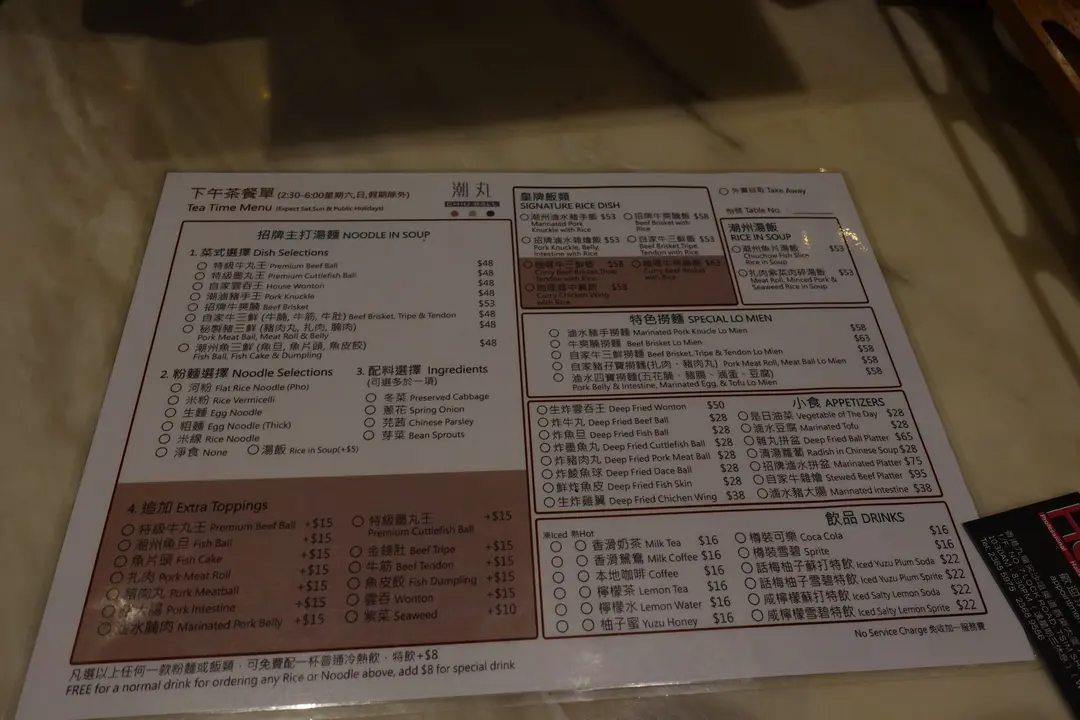 下午茶餐單 (2:30-6:00星期六,日,假期除外)
Tea Time Menu (Expect Sat,Sun & Public Holidays)
潮丸
CHIU BALL
招牌主打湯麵 NOODLE IN SOUP
1. 菜式選擇 Dish Selections
特級牛丸王 Premium Beef Ball $48
特級墨丸王 Premium Cuttlefish Ball $48
自家雲吞王 House Wonton $48
潮滷豬手王 Pork Knuckle $48
招牌牛爽腩 Beef Brisket $53
自家牛三鮮 (牛腩, 牛筋, 牛肚) Beef Brisket, Tripe & Tendon $48
秘製豬三鮮 (豬肉丸, 扎肉, 腩肉) $48
Pork Meat Ball, Meat Roll & Belly
潮州魚三鮮 (魚旦, 魚片頭, 魚皮餃) $48
Fish Ball, Fish Cake & Dumpling
2. 粉麵選擇 Noodle Selections
河粉 Flat Rice Noodle (Pho)
米粉 Rice Vermicelli
生麵 Egg Noodle
粗麵 Egg Noodle (Thick)
米線 Rice Noodle
淨食 None
湯飯 Rice in Soup(+$5)
3. 配料選擇 Ingredients
(可選多於一項)
冬菜 Preserved Cabbage
蔥花 Spring Onion
芫茜 Chinese Parsley
芽菜 Bean Sprouts
4. 追加 Extra Toppings
特級牛丸王 Premium Beef Ball +$15
潮州魚旦 Fish Ball +$15
魚片頭 Fish Cake +$15
扎肉 Pork Meat Roll +$15
豬肉丸 Pork Meatball +$15
Pork Intestine +$15
腩肉 Marinated Pork Belly +$15
特級墨丸王 +$15
Premium Cuttlefish Ball
金錢肚 Beef Tripe +$15
牛筋 Beef Tendon +$15
魚皮餃 Fish Dumpling +$15
雲吞 Wonton +$15
紫菜 Seaweed +$10
凡選以上任何一款粉麵或飯類，可免費配一杯普通冷熱飲，特飲+$8
FREE for a normal drink for ordering any Rice or Noodle above, add $8 for special drink
皇牌飯類
SIGNATURE RICE DISH
潮州滷水豬手飯 $53
Marinated Pork
Knuckle with Rice
招牌牛爽腩飯 $58
Beef Brisket with
Rice
招牌滷水雜燴飯 $53
Pork Knuckle, Belly,
Intestine with Rice
自家牛三鮮飯 $53
Beef Brisket,Tripe,
Tendon with Rice
咖喱牛三鮮飯 $58
Curry Beef Brisket,Tripe,
Tendon with Rice
咖喱牛爽腩飯 $63
Curry Beef Brisket
with Rice
$58
Curry Chicken Wing
with Rice
外賣自取 Take Away
枱號 Table No.
潮州湯飯
RICE IN SOUP
潮州魚片湯飯 $53
Chiuchow Fish Slice
Rice in Soup
扎肉紫菜肉碎湯飯 $53
Meat Roll, Minced Pork &
Seaweed Rice in Soup
特色撈麵 SPECIAL LO MIEN
滷水豬手撈麵 Marinated Pork Knucle Lo Mien $58
牛爽腩撈麵 Beef Brisket Lo Mien $63
自家牛三鮮撈麵 Beef Brisket, Tripe & Tendon Lo Mien $58
自家豬孖寶撈麵 (扎肉、豬肉丸) Pork Meat Roll, Meat Ball Lo Mien $58
滷水四寶撈麵(五花腩、豬腸、滷蛋、豆腐) $58
Pork Belly & Intestine, Marinated Egg, & Tofu Lo Mien
小食 APPETIZERS
生炸雲吞王 Deep Fried Wonton $50
炸牛丸 Deep Fried Beef Ball $28
炸魚旦 Deep Fried Fish Ball $28
炸墨魚丸 Deep Fried Cuttlefish Ball $28
炸豬肉丸 Deep Fried Pork Meat Ball $28
炸鯪魚球 Deep Fried Dace Ball $28
鮮炸魚皮 Deep Fried Fish Skin $28
生炸雞翼 Deep Fried Chichen Wing $38
是日油菜 Vegetable of The Day $28
滷水豆腐 Marinated Tofu $28
雜丸拼盆 Deep Fried Ball Platter $65
清湯蘿蔔 Radish in Chinese Soup $28
招牌滷水拼盆 Marinated Platter $75
自家牛雜燴 Stewed Beef Platter $95
滷水豬大腸 Marinated intestine $38
飲品 DRINKS
凍Iced 熱Hot
香滑奶茶 Milk Tea $16
香滑鴛鴦 Milk Coffee $16
本地咖啡 Coffee $16
檸檬茶 Lemon Tea $16
檸檬水 Lemon Water $16
柚子蜜 Yuzu Honey $16
樽裝可樂 Coca Cola $16
樽裝雪碧 Sprite $16
話梅柚子蘇打特飲 Iced Yuzu Plum Soda $22
話梅柚子雪碧特飲 Iced Yuzu Plum Sprite $22
咸檸檬蘇打特飲 Iced Salty Lemon Soda $22
咸檸檬雪碧特飲 Iced Salty Lemon Sprite $22
No Service Charge 免收加一服務費